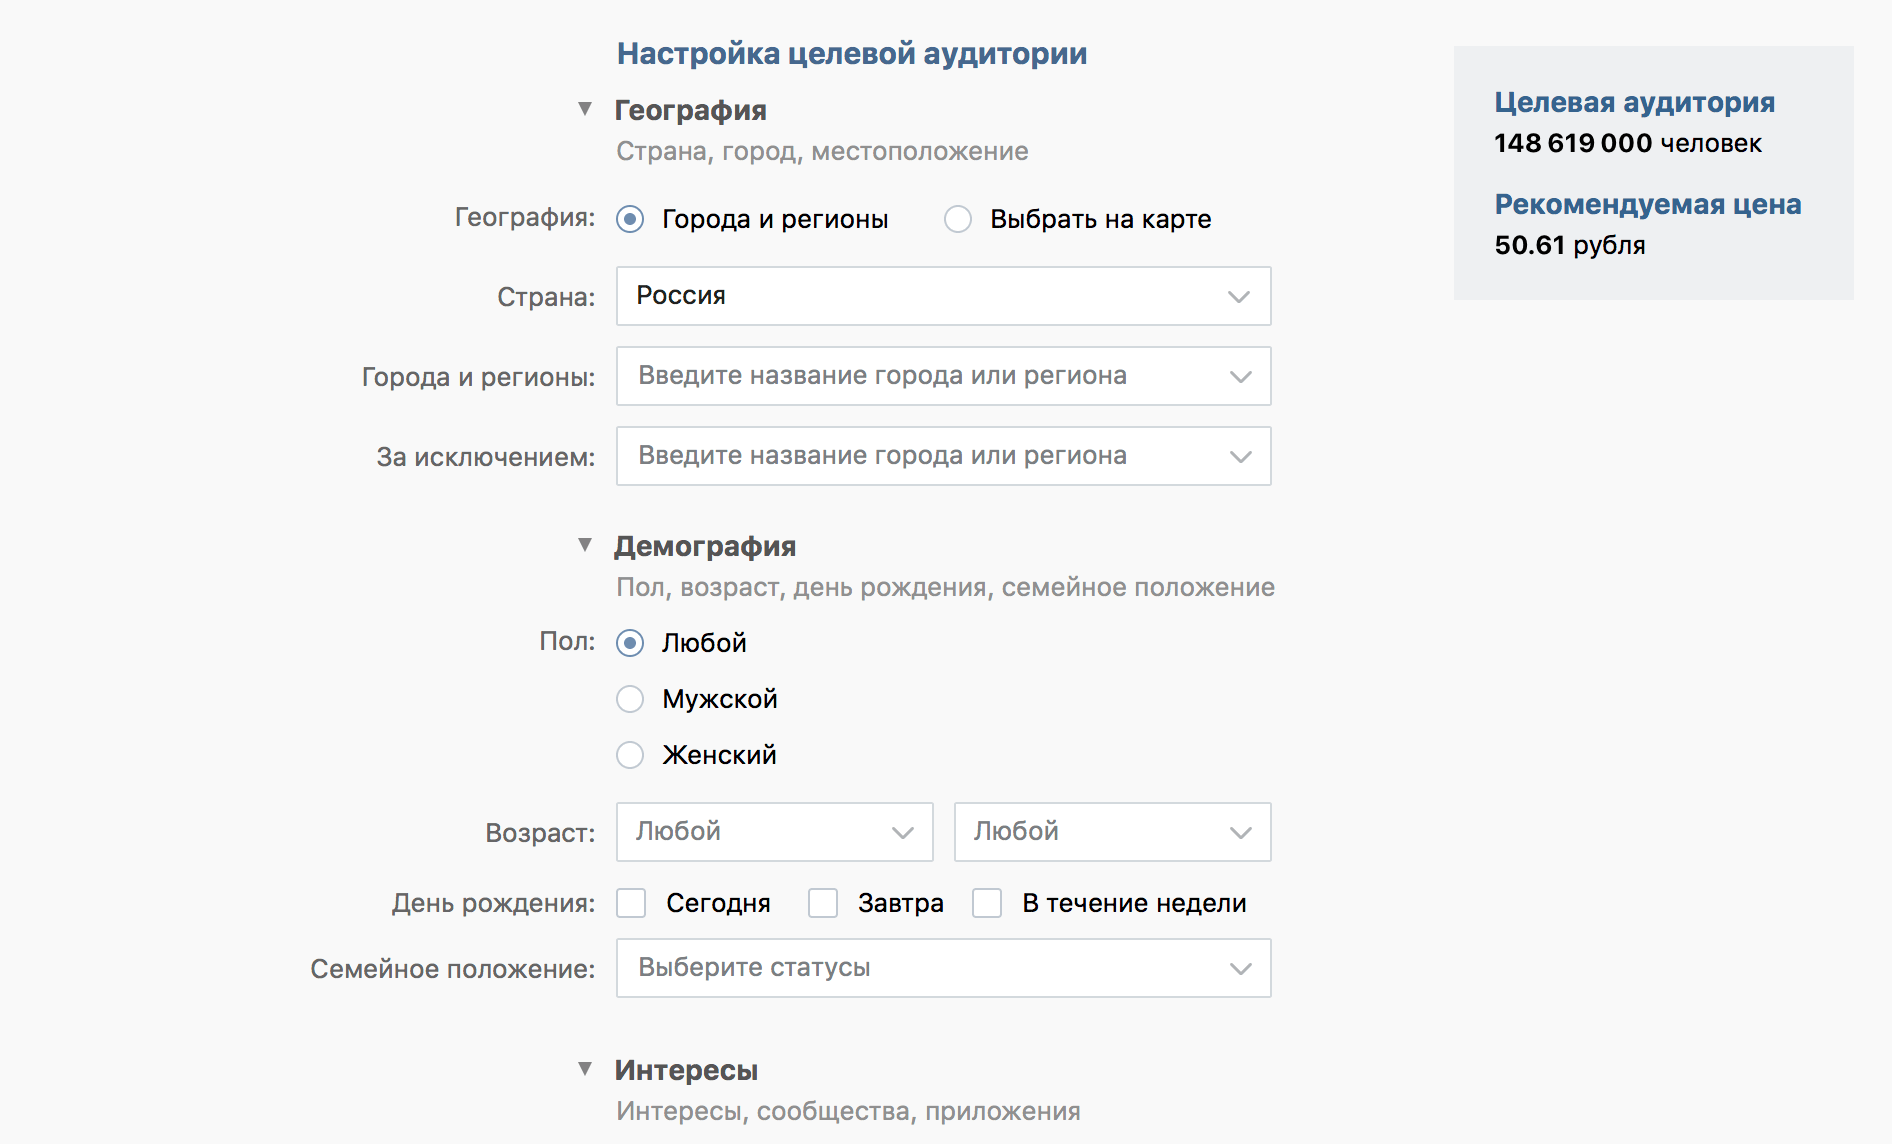 Настройка целевой аудитории
География
Страна, город, местоположение
География: Города и регионы Выбрать на карте
Страна: Россия
Города и регионы: Введите название города или региона
За исключением: Введите название города или региона
Демография
Пол, возраст, день рождения, семейное положение
Пол: Любой
Мужской
Женский
Возраст: Любой Любой
День рождения: Сегодня Завтра В течение недели
Семейное положение: Выберите статусы
Интересы
Интересы, сообщества, приложения
Целевая аудитория
148 619 000 человек
Рекомендуемая цена
50.61 рубля